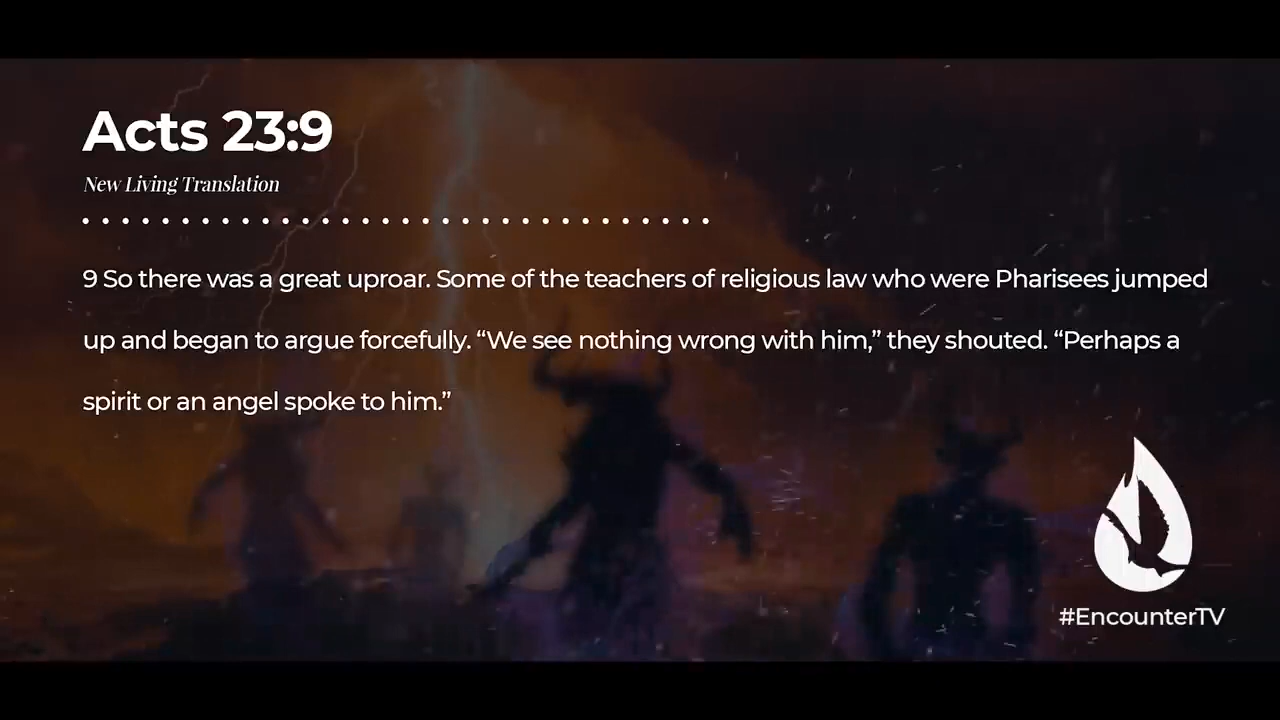 Acts 23:9
New Living Translation
9 So there was a great uproar. Some of the teachers of religious law who were Pharisees jumped
up and began to argue forcefully. “We see nothing wrong with him,” they shouted. “Perhaps a
spirit or an angel spoke to him.”
#EncounterTV